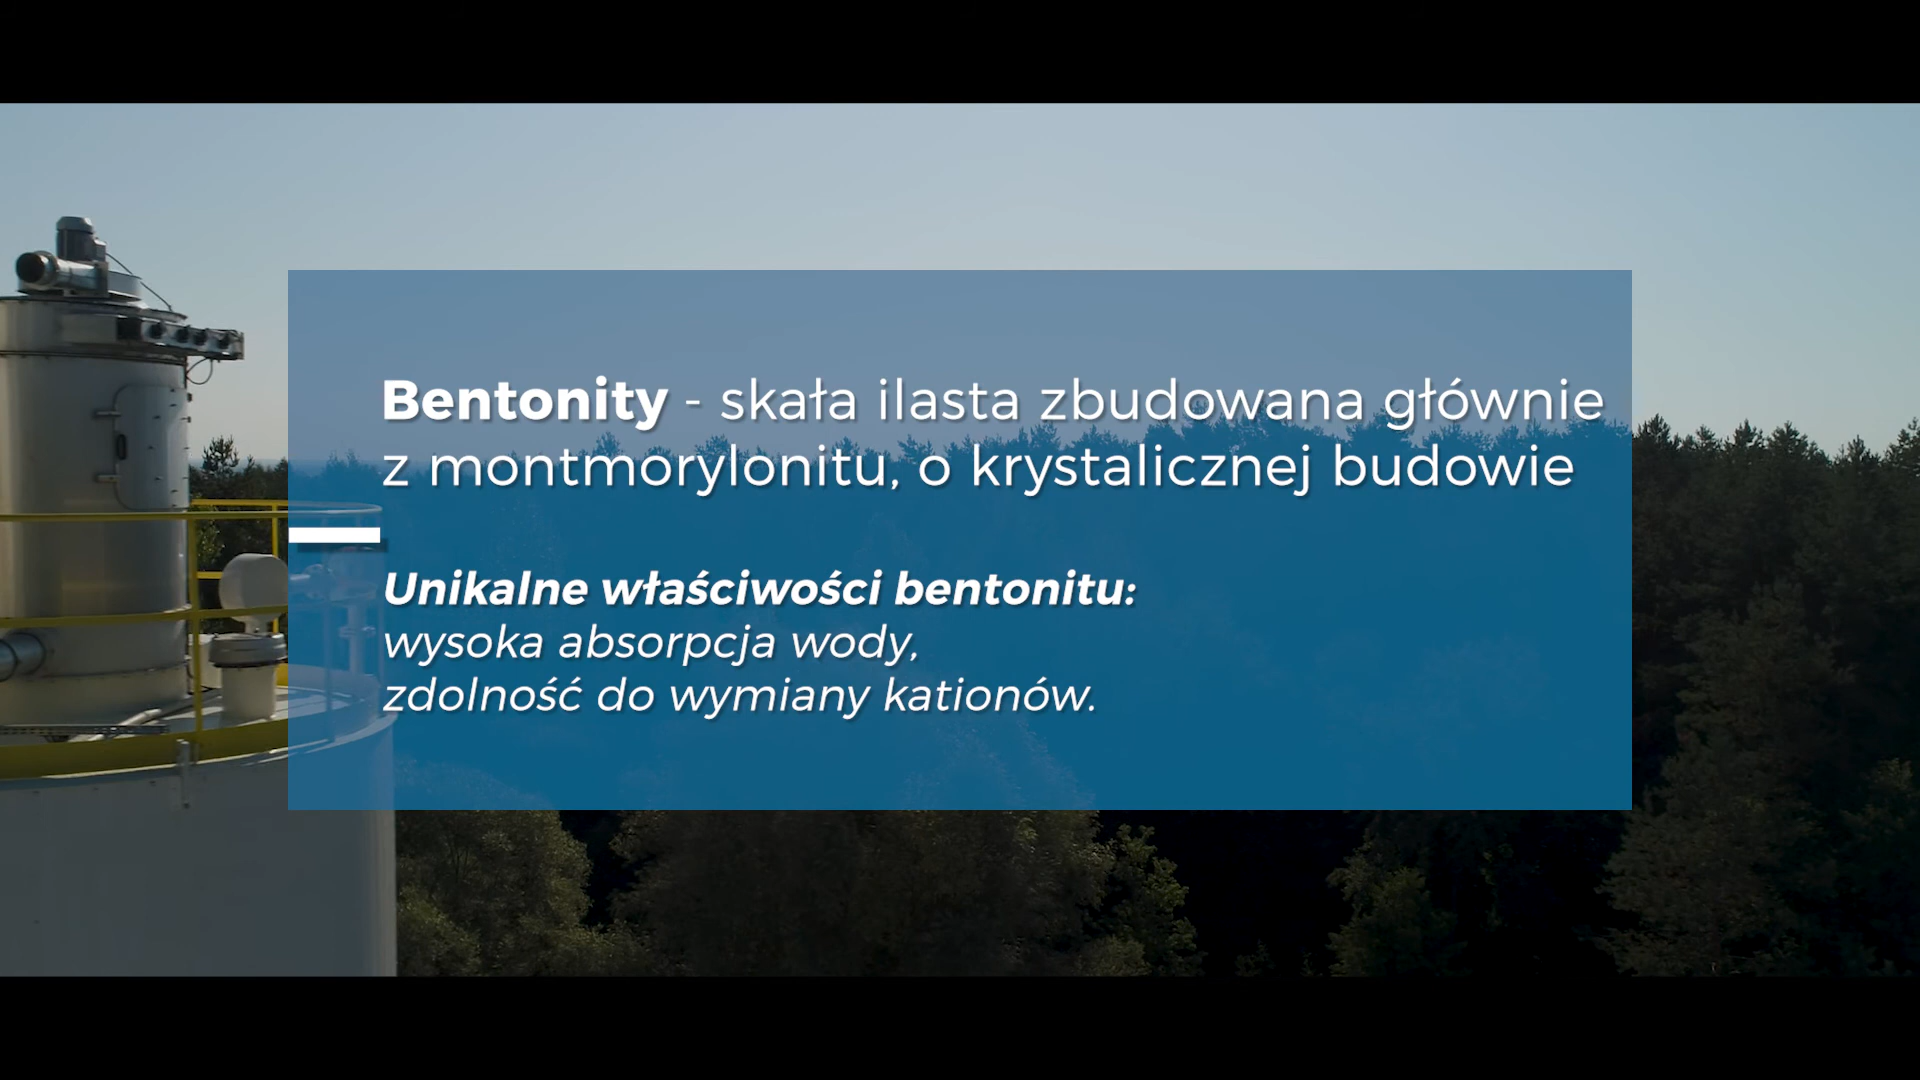 Bentonity - skała ilasta zbudowana głównie
z montmorylonitu, o krystalicznej budowie
Unikalne właściwości bentonitu:
wysoka absorpcja wody,
zdolność do wymiany kationów.